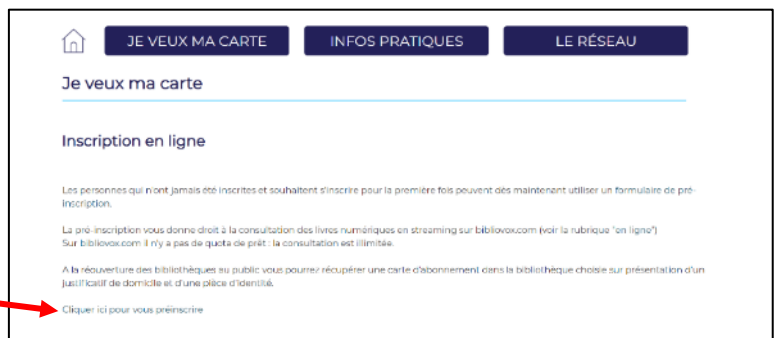 JE VEUX MA CARTE INFOS PRATIQUES LE RÉSEAU
Je veux ma carte
Inscription en ligne
Les personnes qui n'ont jamais été inscrites et souhaitent s'inscrire pour la première fois peuvent dès maintenant utiliser un formulaire de pré-
inscription.
La pré-inscription vous donne droit à la consultation des livres numériques en streaming sur bibliovox.com (voir la rubrique "en ligne")
Sur bibliovox.com il n'y a pas de quota de prêt : la consultation est illimitée.
A la réouverture des bibliothèques au public vous pourrez récupérer une carte d'abonnement dans la bibliothèque choisie sur présentation d'un
justificatif de domicile et d'une pièce d'identité.
Cliquer ici pour vous préinscrire